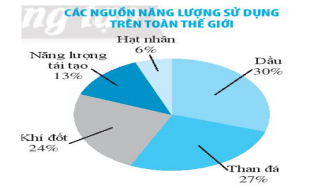 CÁC NGUỒN NĂNG LƯỢNG SỬ DỤNG
TRÊN TOÀN THẾ GIỚI
Hạt nhân
6%
Năng lượng
tái tạo
13%
Dầu
30%
Khí đốt
24%
Than đá
27%